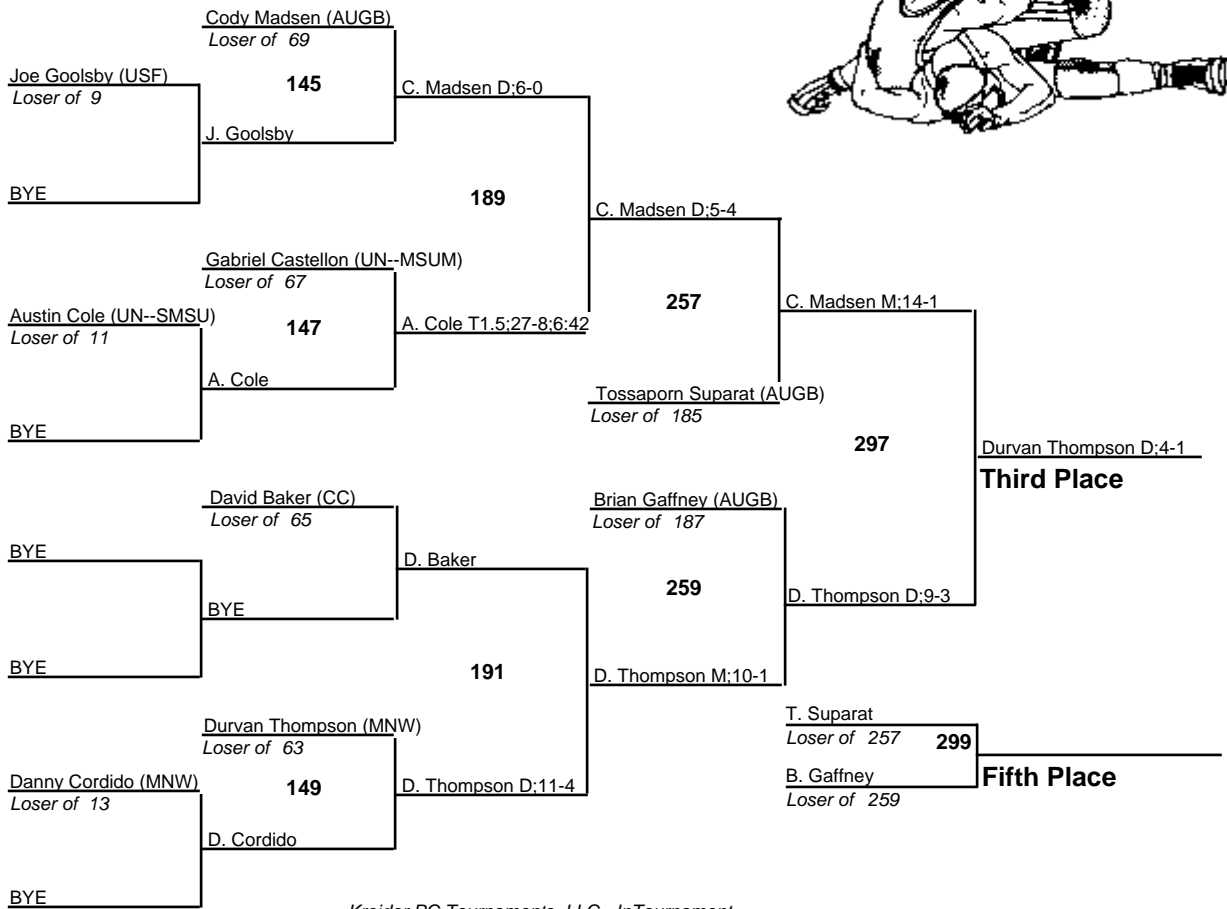 Cody Madsen (AUGB)
Loser of 69
Joe Goolsby (USF)
Loser of 9
145
C. Madsen D;6-0
J. Goolsby
BYE
189
C. Madsen D;5-4
Gabriel Castellon (UN--MSUM)
Loser of 67
Austin Cole (UN--SMSU)
Loser of 11
147
A. Cole T1.5;27-8;6:42
257
C. Madsen M;14-1
A. Cole
Tossaporn Suparat (AUGB)
Loser of 185
BYE
297
Durvan Thompson D;4-1
Third Place
David Baker (CC)
Loser of 65
Brian Gaffney (AUGB)
Loser of 187
BYE
D. Baker
259
D. Thompson D;9-3
BYE
BYE
191
D. Thompson M;10-1
Durvan Thompson (MNW)
Loser of 63
T. Suparat
Loser of 257
299
Fifth Place
B. Gaffney
Loser of 259
Danny Cordido (MNW)
Loser of 13
149
D. Thompson D;11-4
D. Cordido
BYE